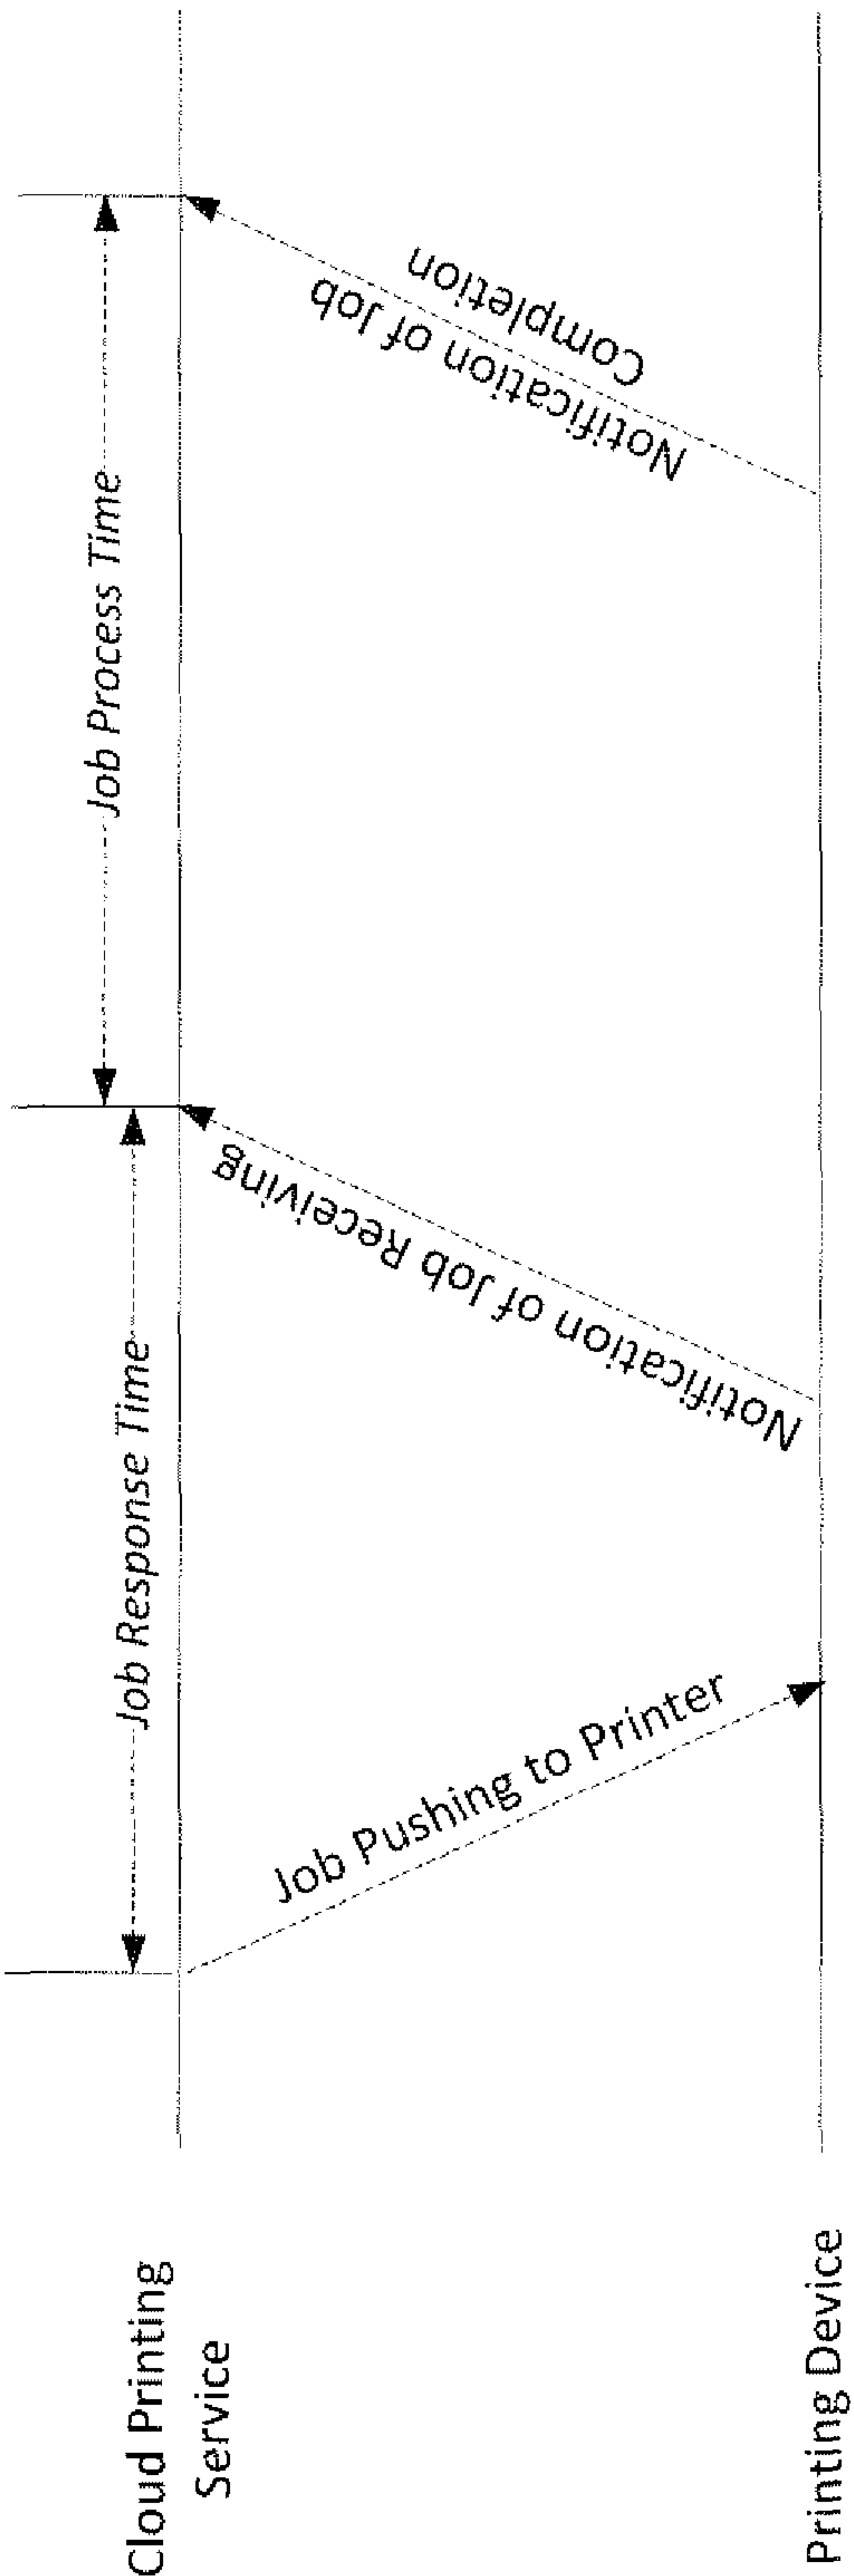 Job Response Time
Job Process Time
Cloud Printing
Service
Job Pushing to Printer
Notification of Job Receiving
Notification of Job
Completion
Printing Device